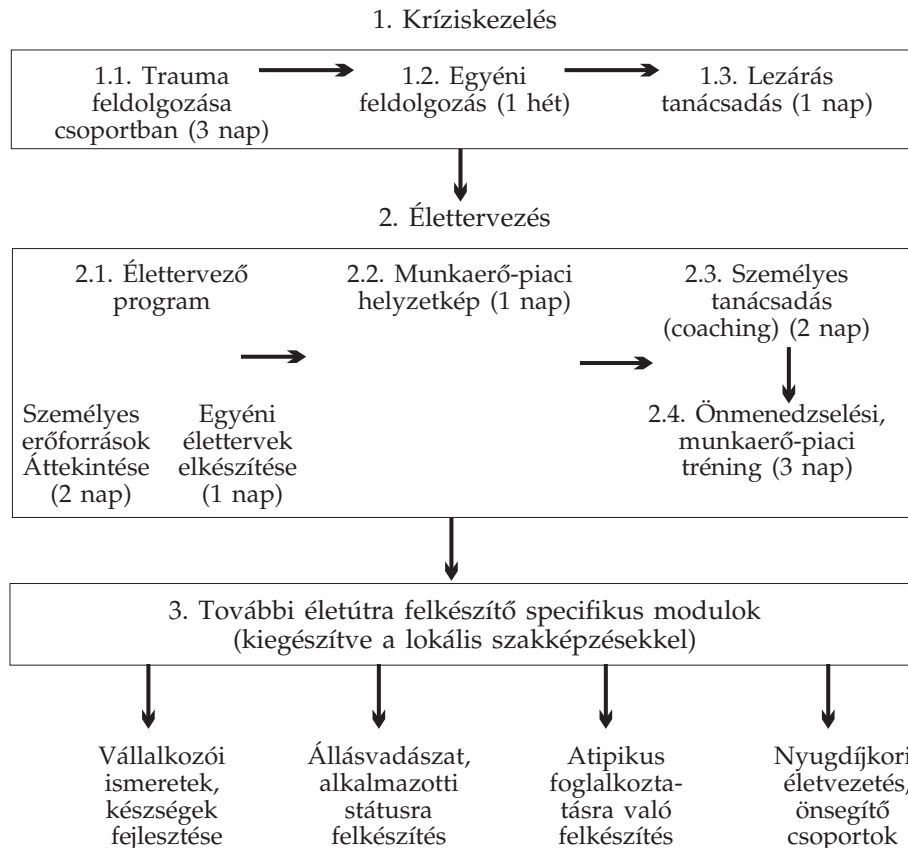 1. Kríziskezelés
1.1. Trauma
feldolgozása
csoportban (3 nap)
1.2. Egyéni
feldolgozás (1 hét)
1.3. Lezárás
tanácsadás (1 nap)
2. Élettervezés
2.1. Élettervező
program
Személyes
erőforrások
Áttekintése
(2 nap)
Egyéni
élettervek
elkészítése
(1 nap)
2.2. Munkaerő-piaci
helyzetkép (1 nap)
2.3. Személyes
tanácsadás
(coaching) (2 nap)
2.4. Önmenedzselési,
munkaerő-piaci
tréning (3 nap)
3. További életútra felkészítő specifikus modulok
(kiegészítve a lokális szakképzésekkel)
Vállalkozói
ismeretek,
készségek
fejlesztése
Állásvadászat,
alkalmazotti
státusra
felkészítés
Atipikus
foglalkozta-
tásra való
felkészítés
Nyugdíjkori
életvezetés,
önsegítő
csoportok